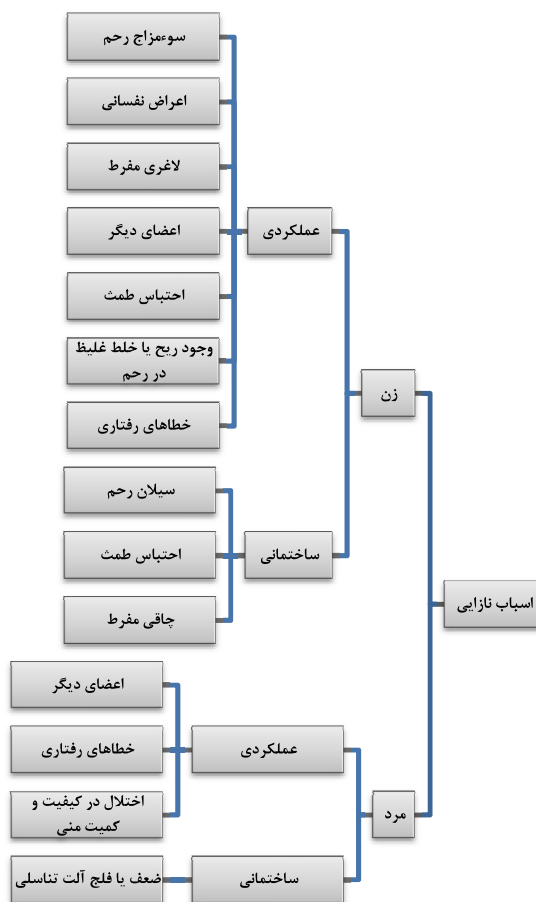 اسباب نازایی
زن
عملکردی
سوءمزاج رحم
اعراض نفسانی
لاغری مفرط
اعضای دیگر
احتباس طمث
وجود ریح یا خلط غلیظ
در رحم
خطاهای رفتاری
ساختمانی
سیلان رحم
احتباس طمث
چاقی مفرط
مرد
عملکردی
اعضای دیگر
خطاهای رفتاری
اختلال در کیفیت و
کمیت منی
ساختمانی
ضعف یا فلج آلت تناسلی